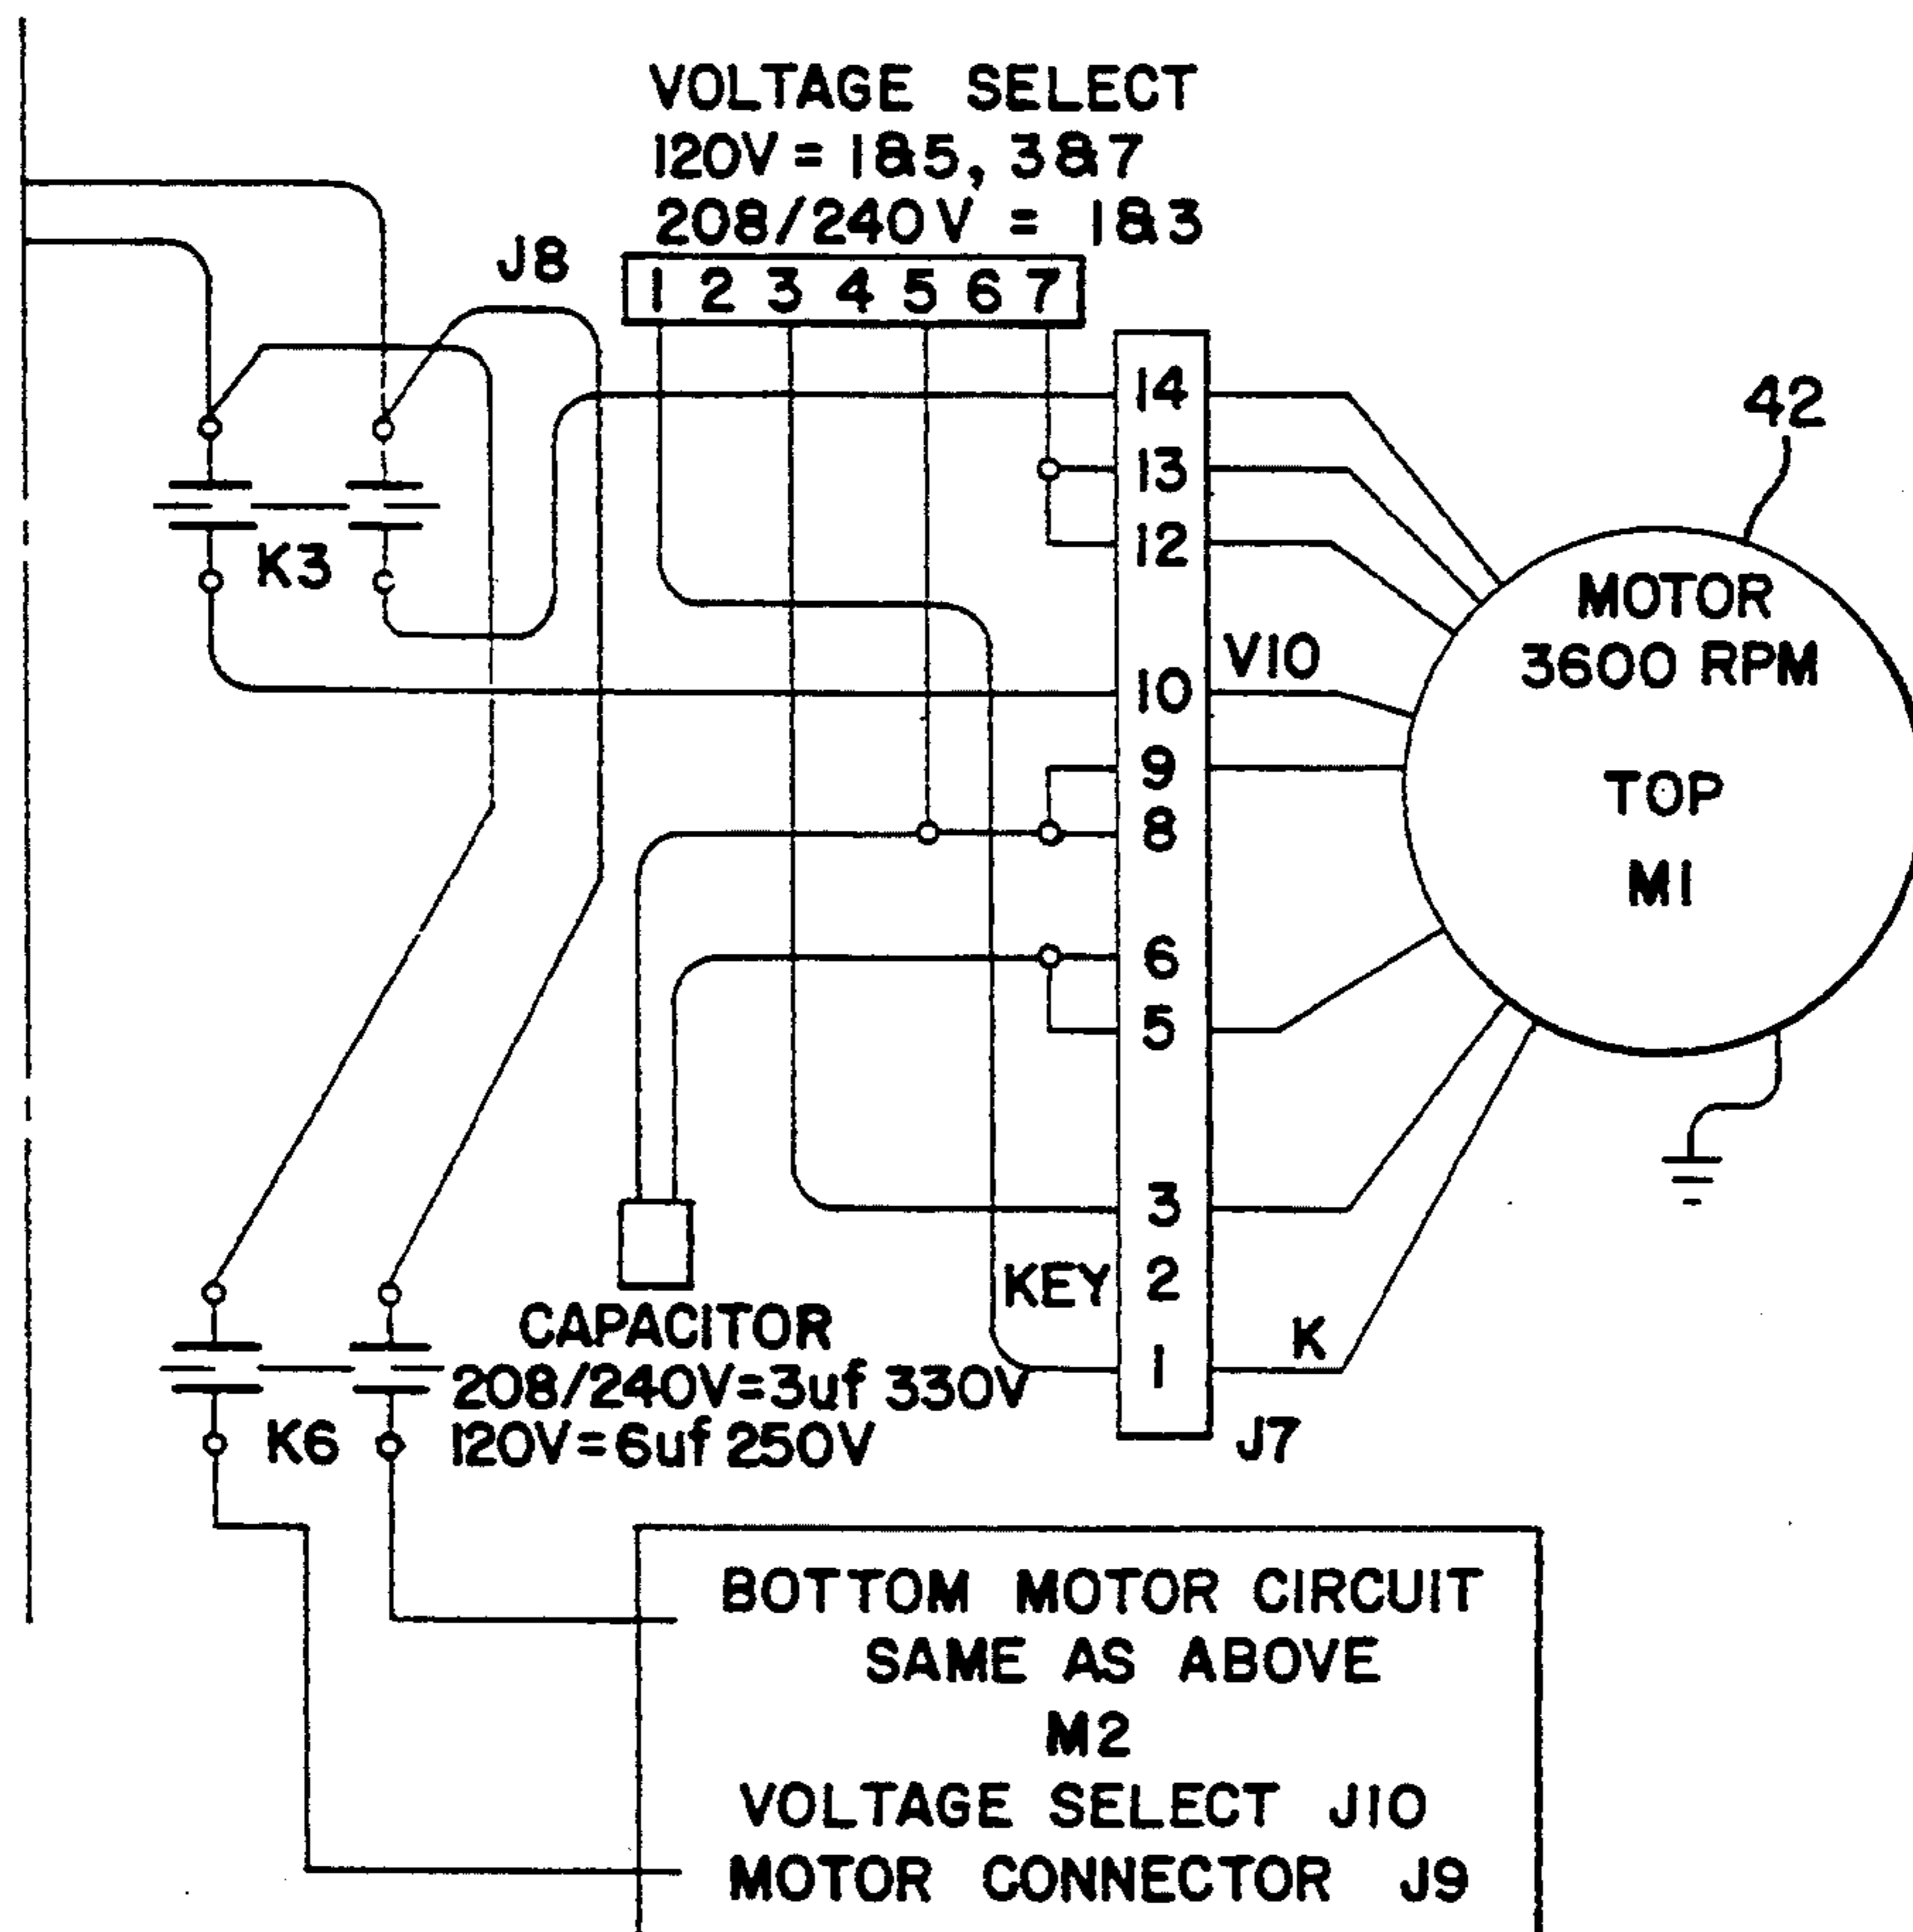 VOLTAGE SELECT
120V = 1&5, 3&7
208/240V = 1&3
J8
1 2 3 4 5 6 7
14
42
13
K3
12
MOTOR
3600 RPM
V10
10
9
TOP
8
M1
6
5
3
KEY 2
CAPACITOR
K
208/240V=3uf 330V
1
K6
120V=6uf 250V
J7
BOTTOM MOTOR CIRCUIT
SAME AS ABOVE
M2
VOLTAGE SELECT J10
MOTOR CONNECTOR J9